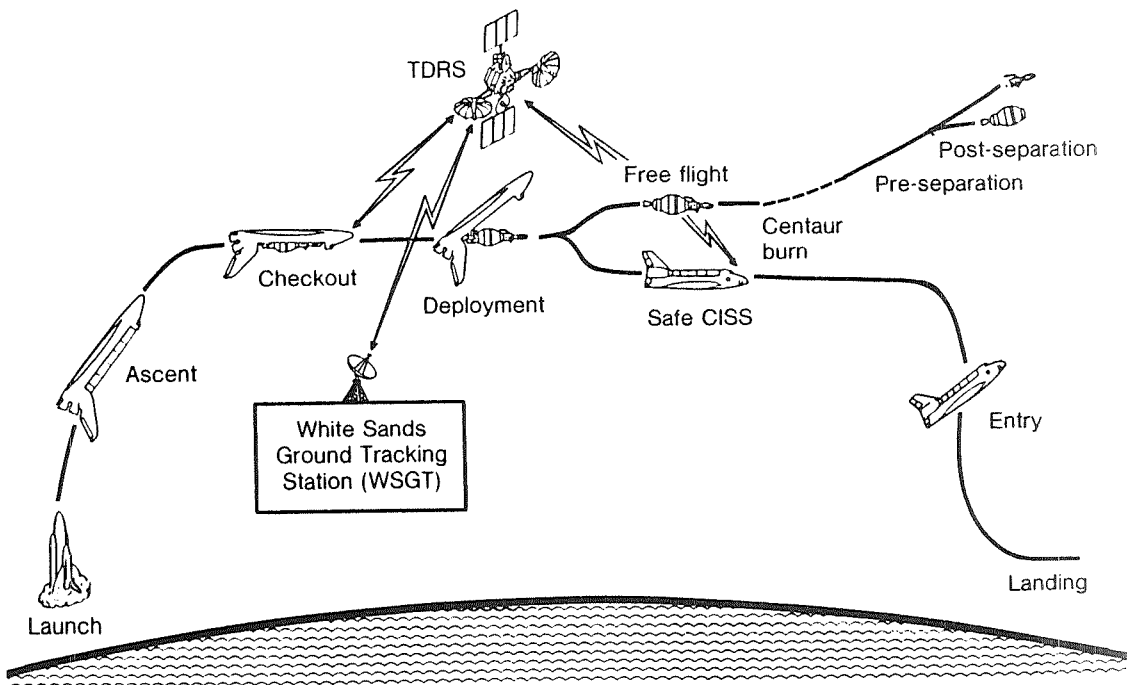 TDRS
Post-separation
Free flight
Pre-separation
Centaur
burn
Checkout
Deployment
Safe CISS
Ascent
White Sands
Ground Tracking
Station (WSGT)
Entry
Landing
Launch